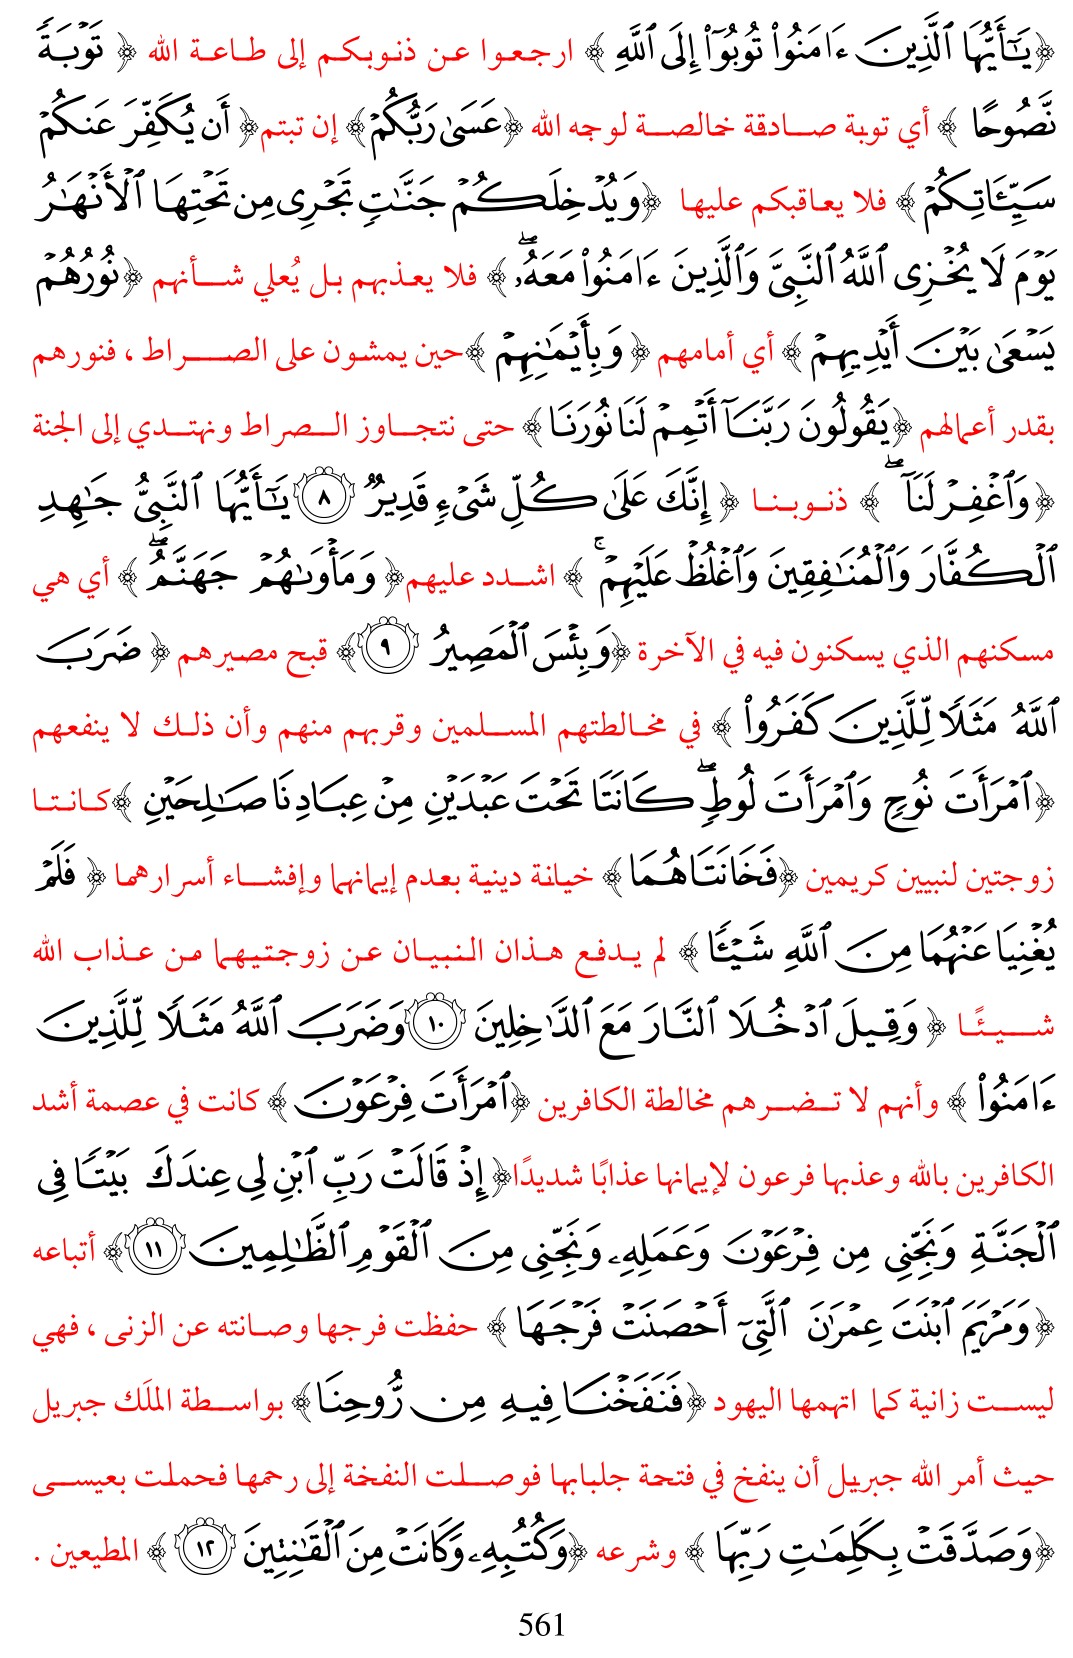 ﴿ يَـٰٓأَيُّهَا ٱلَّذِينَ ءَامَنُوا۟ تُوبُوٓا۟ إِلَى ٱللَّهِ ﴾ ارجعوا عن ذنوبكم إلى طاعة الله ﴿ تَوْبَةً
نَّصُوحًا ﴾ أي توبة صادقة خالصة لوجه الله ﴿عَسَىٰ رَبُّكُمْ﴾ إن تبتم﴿ أَن يُكَفِّرَ عَنكُمْ
سَيِّـَٔاتِكُمْ﴾ فلا يعاقبكم عليها ﴿وَيُدْخِلَكُمْ جَنَّـٰتٍ تَجْرِى مِن تَحْتِهَا ٱلْأَنْهَـٰرُ
يَوْمَ لَا يُخْزِى ٱللَّهُ ٱلنَّبِىَّ وَٱلَّذِينَ ءَامَنُوا۟ مَعَهُۥ ۖ ﴾ فلا يعذبهم بل يُعلي شأنهم ﴿نُورُهُمْ
يَسْعَىٰ بَيْنَ أَيْدِيهِمْ ﴾ أي أمامهم ﴿ وَبِأَيْمَـٰنِهِمْ ﴾حين يمشون على الصراط ، فنورهم
بقدر أعمالهم ﴿يَقُولُونَ رَبَّنَآ أَتْمِمْ لَنَا نُورَنَا﴾ حتى نتجاوز الصراط ونهتدي إلى الجنة
﴿وَٱغْفِرْ لَنَآ ۖ ﴾ ذنوبنا ﴿ إِنَّكَ عَلَىٰ كُلِّ شَىْءٍ قَدِيرٌ ٨ يَـٰٓأَيُّهَا ٱلنَّبِىُّ جَـٰهِدِ
ٱلْكُفَّارَ وَٱلْمُنَـٰفِقِينَ وَٱغْلُظْ عَلَيْهِمْ ۚ ﴾ اشدد عليهم﴿ وَمَأْوَىٰهُمْ جَهَنَّمُ ۖ ﴾ أي هي
مسكنهم الذي يسكنون فيه في الآخرة ﴿وَبِئْسَ ٱلْمَصِيرُ ٩﴾ قبح مصيرهم ﴿ ضَرَبَ
ٱللَّهُ مَثَلًا لِّلَّذِينَ كَفَرُوا۟ ﴾ في مخالطتهم المسلمين وقربهم منهم وأن ذلك لا ينفعهم
﴿ٱمْرَأَتَ نُوحٍ وَٱمْرَأَتَ لُوطٍ ۖ كَانَتَا تَحْتَ عَبْدَيْنِ مِنْ عِبَادِنَا صَـٰلِحَيْنِ ﴾كانتا
زوجتين لنبيين كريمين ﴿فَخَانَتَاهُمَا﴾ خيانة دينية بعدم إيمانهما وإفشاء أسرارهما ﴿ فَلَمْ
يُغْنِيَا عَنْهُمَا مِنَ ٱللَّهِ شَيْـًٔا ﴾ لم يدفع هذان النبيان عن زوجتيهما من عذاب الله
شيئًا ﴿ وَقِيلَ ٱدْخُلَا ٱلنَّارَ مَعَ ٱلدَّٰخِلِينَ ١٠ وَضَرَبَ ٱللَّهُ مَثَلًا لِّلَّذِينَ
ءَامَنُوا۟ ﴾ وأنهم لا تضرهم مخالطة الكافرين ﴿ٱمْرَأَتَ فِرْعَوْنَ ﴾ كانت في عصمة أشد
الكافرين بالله وعذبها فرعون لإيمانها عذابًا شديدًا﴿ إِذْ قَالَتْ رَبِّ ٱبْنِ لِى عِندَكَ بَيْتًا فِى
ٱلْجَنَّةِ وَنَجِّنِى مِن فِرْعَوْنَ وَعَمَلِهِۦ وَنَجِّنِى مِنَ ٱلْقَوْمِ ٱلظَّـٰلِمِينَ ١١﴾ أتباعه
﴿وَمَرْيَمَ ٱبْنَتَ عِمْرَٰنَ ٱلَّتِىٓ أَحْصَنَتْ فَرْجَهَا ﴾ حفظت فرجها وصانته عن الزنى ، فهي
ليست زانية كما اتهمها اليهود ﴿فَنَفَخْنَا فِيهِ مِن رُّوحِنَا﴾ بواسطة الملَك جبريل
حيث أمر الله جبريل أن ينفخ في فتحة جلبابها فوصلت النفخة إلى رحمها فحملت بعيسى
﴿وَصَدَّقَتْ بِكَلِمَـٰتِ رَبِّهَا ﴾ وشرعه ﴿وَكُتُبِهِۦ وَكَانَتْ مِنَ ٱلْقَـٰنِتِينَ ١٢ ﴾ المطيعين .
561